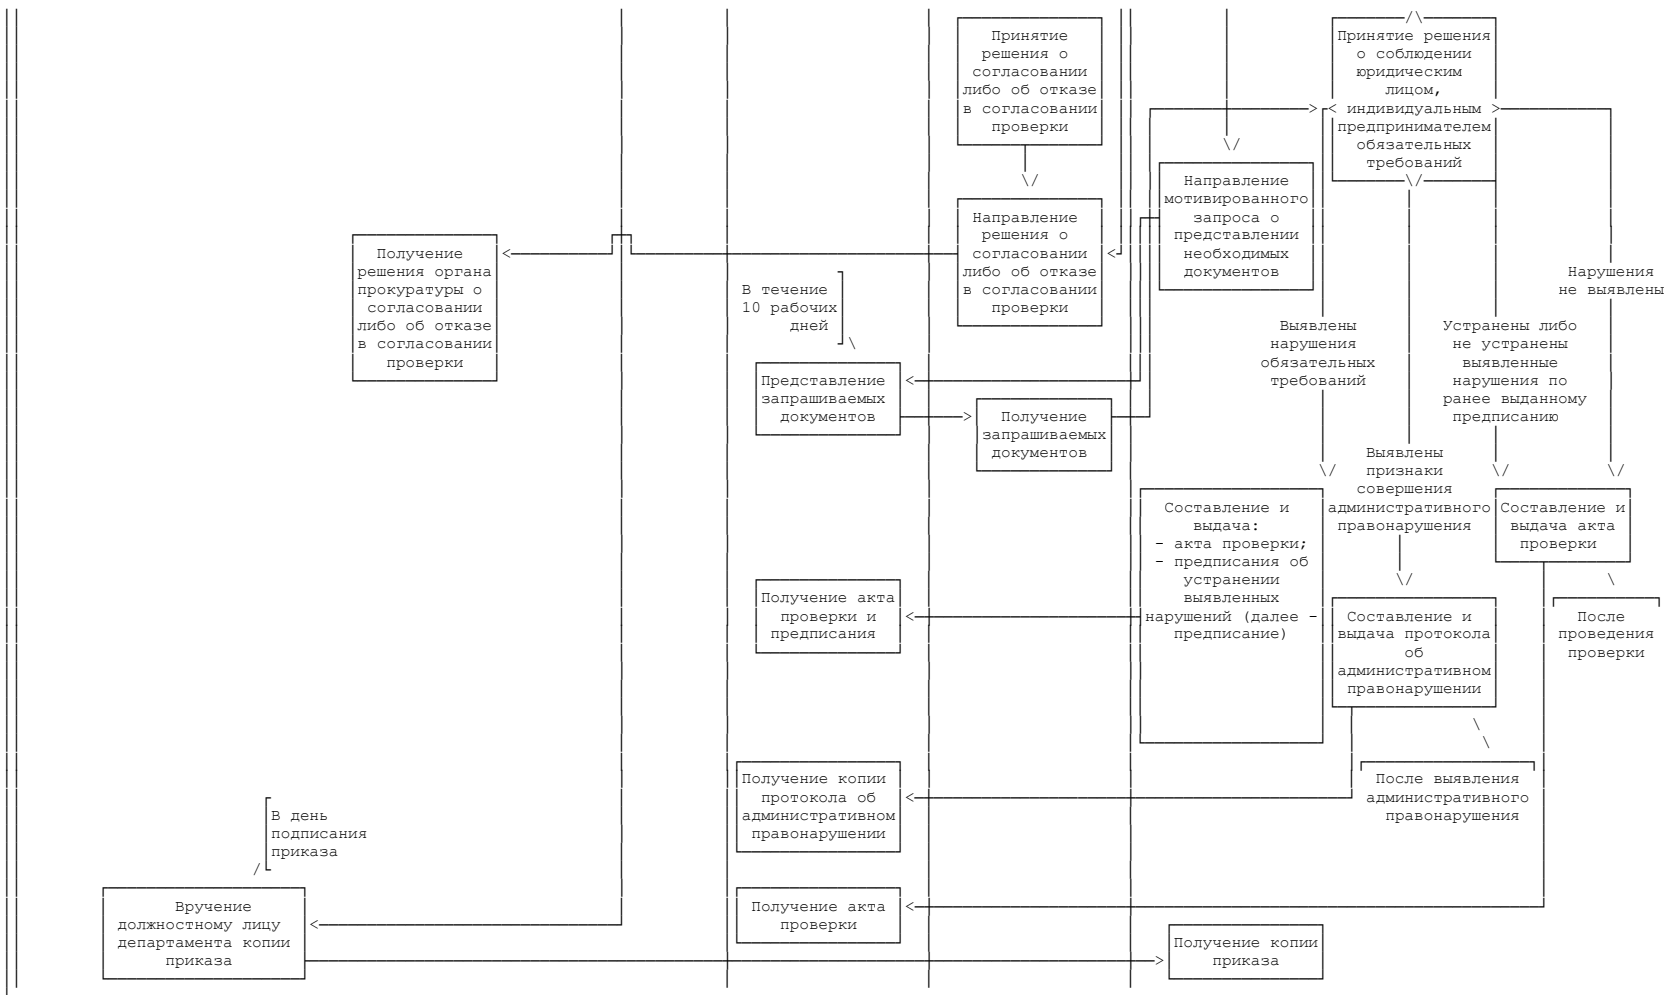 Принятие
решения о
согласовании
либо об отказе
в согласовании
проверки
Принятие решения
о соблюдении
юридическим
лицом,
индивидуальным
предпринимателем
обязательных
требований
Направление
мотивированного
запроса о
представлении
необходимых
документов
Направление
решения о
согласовании
либо об отказе
в согласовании
проверки
Получение
решения органа
прокуратуры о
согласовании
либо об отказе
в согласовании
проверки
В течение
10 рабочих
дней
Нарушения
не выявлены
Выявлены
нарушения
обязательных
требований
Устранены либо
не устранены
выявленные
нарушения по
ранее выданному
предписанию
Представление
запрашиваемых
документов
Получение
запрашиваемых
документов
Выявлены
признаки
совершения
административного
правонарушения
Составление и
выдача:
- акта проверки;
- предписания об
устранении
выявленных
нарушений (далее -
предписание)
Составление и
выдача акта
проверки
Получение акта
проверки и
предписания
Составление и
выдача протокола
об
административном
правонарушении
После
проведения
проверки
Получение копии
протокола об
административном
правонарушении
После выявления
административного
правонарушения
В день
подписания
приказа
Вручение
должностному лицу
департамента копии
приказа
Получение акта
проверки
Получение копии
приказа